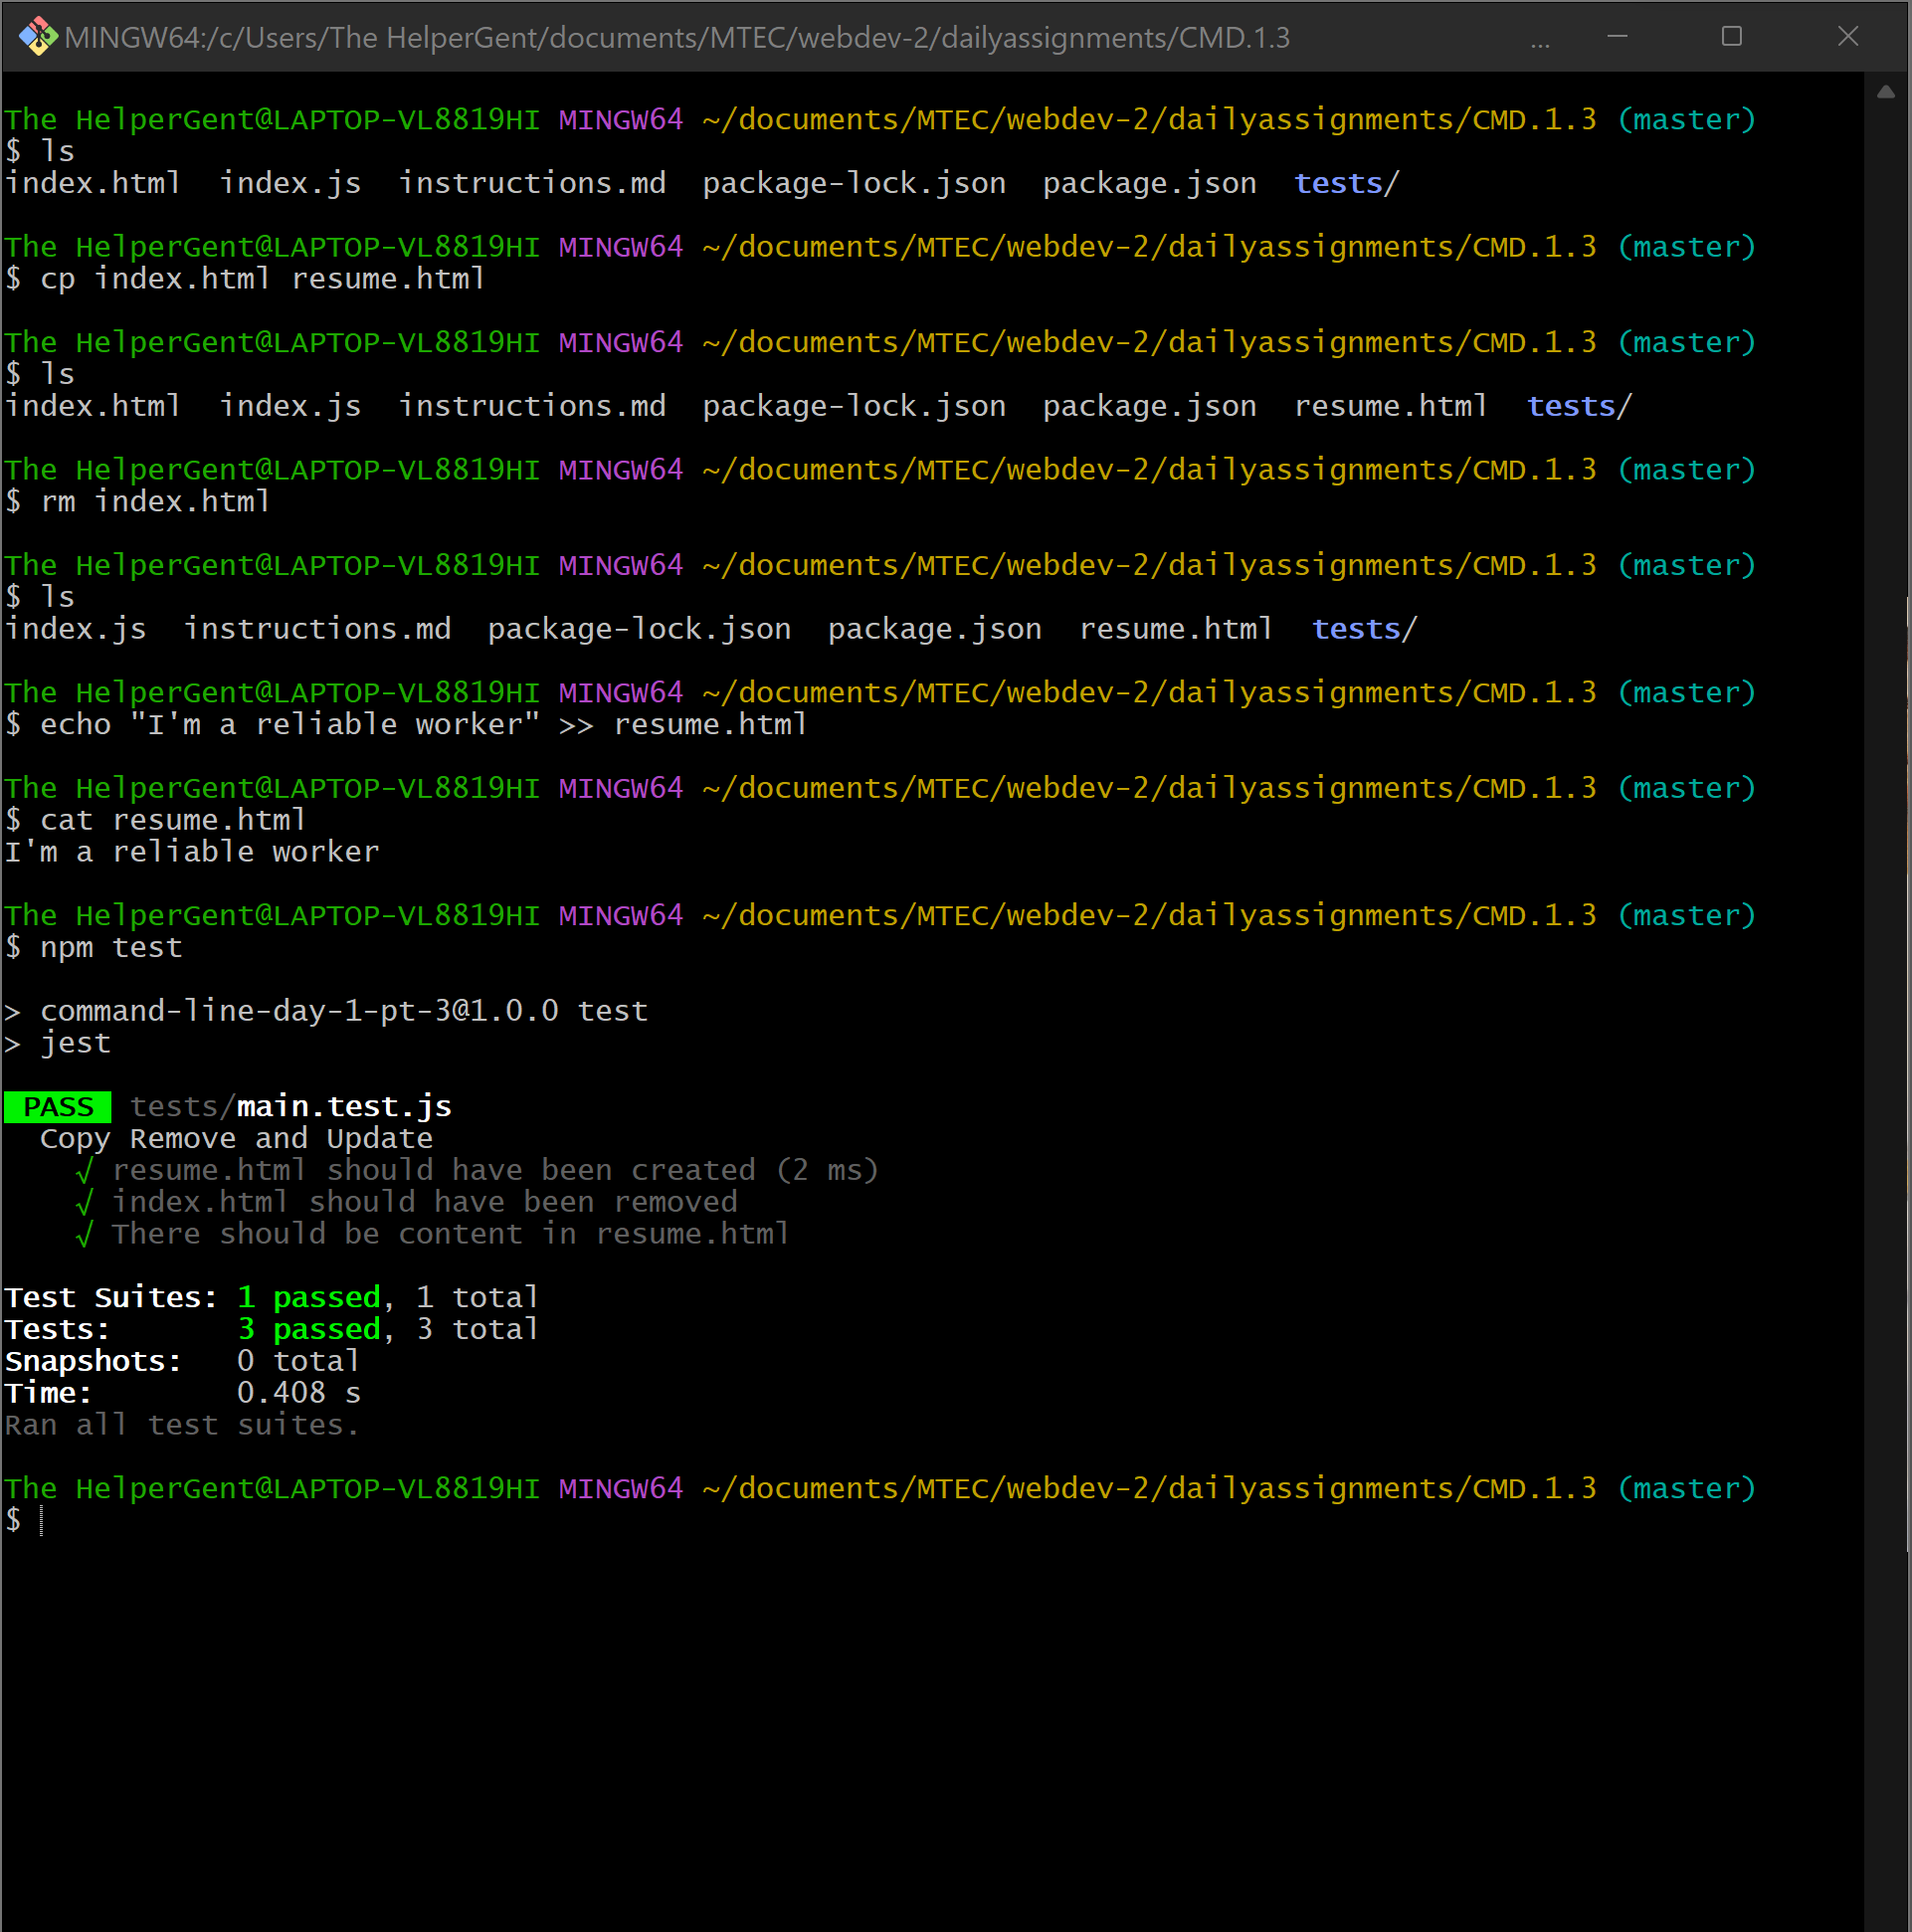 MINGW64:/c/Users/The HelperGent/documents/MTEC/webdev-2/dailyassignments/CMD.1.3 ...
The HelperGent@LAPTOP-VL8819HI MINGW64 ~/documents/MTEC/webdev-2/dailyassignments/CMD.1.3 (master)
$ ls
index.html  index.js  instructions.md  package-lock.json  package.json  tests/
The HelperGent@LAPTOP-VL8819HI MINGW64 ~/documents/MTEC/webdev-2/dailyassignments/CMD.1.3 (master)
$ cp index.html resume.html
The HelperGent@LAPTOP-VL8819HI MINGW64 ~/documents/MTEC/webdev-2/dailyassignments/CMD.1.3 (master)
$ ls
index.html  index.js  instructions.md  package-lock.json  package.json  resume.html  tests/
The HelperGent@LAPTOP-VL8819HI MINGW64 ~/documents/MTEC/webdev-2/dailyassignments/CMD.1.3 (master)
$ rm index.html
The HelperGent@LAPTOP-VL8819HI MINGW64 ~/documents/MTEC/webdev-2/dailyassignments/CMD.1.3 (master)
$ ls
index.js  instructions.md  package-lock.json  package.json  resume.html  tests/
The HelperGent@LAPTOP-VL8819HI MINGW64 ~/documents/MTEC/webdev-2/dailyassignments/CMD.1.3 (master)
$ echo "I'm a reliable worker" >> resume.html
The HelperGent@LAPTOP-VL8819HI MINGW64 ~/documents/MTEC/webdev-2/dailyassignments/CMD.1.3 (master)
$ cat resume.html
I'm a reliable worker
The HelperGent@LAPTOP-VL8819HI MINGW64 ~/documents/MTEC/webdev-2/dailyassignments/CMD.1.3 (master)
$ npm test
> command-line-day-1-pt-3@1.0.0 test
> jest
PASS tests/main.test.js
Copy Remove and Update
√ resume.html should have been created (2 ms)
√ index.html should have been removed
√ There should be content in resume.html
Test Suites: 1 passed, 1 total
Tests:       3 passed, 3 total
Snapshots:   0 total
Time:        0.408 s
Ran all test suites.
The HelperGent@LAPTOP-VL8819HI MINGW64 ~/documents/MTEC/webdev-2/dailyassignments/CMD.1.3 (master)
$